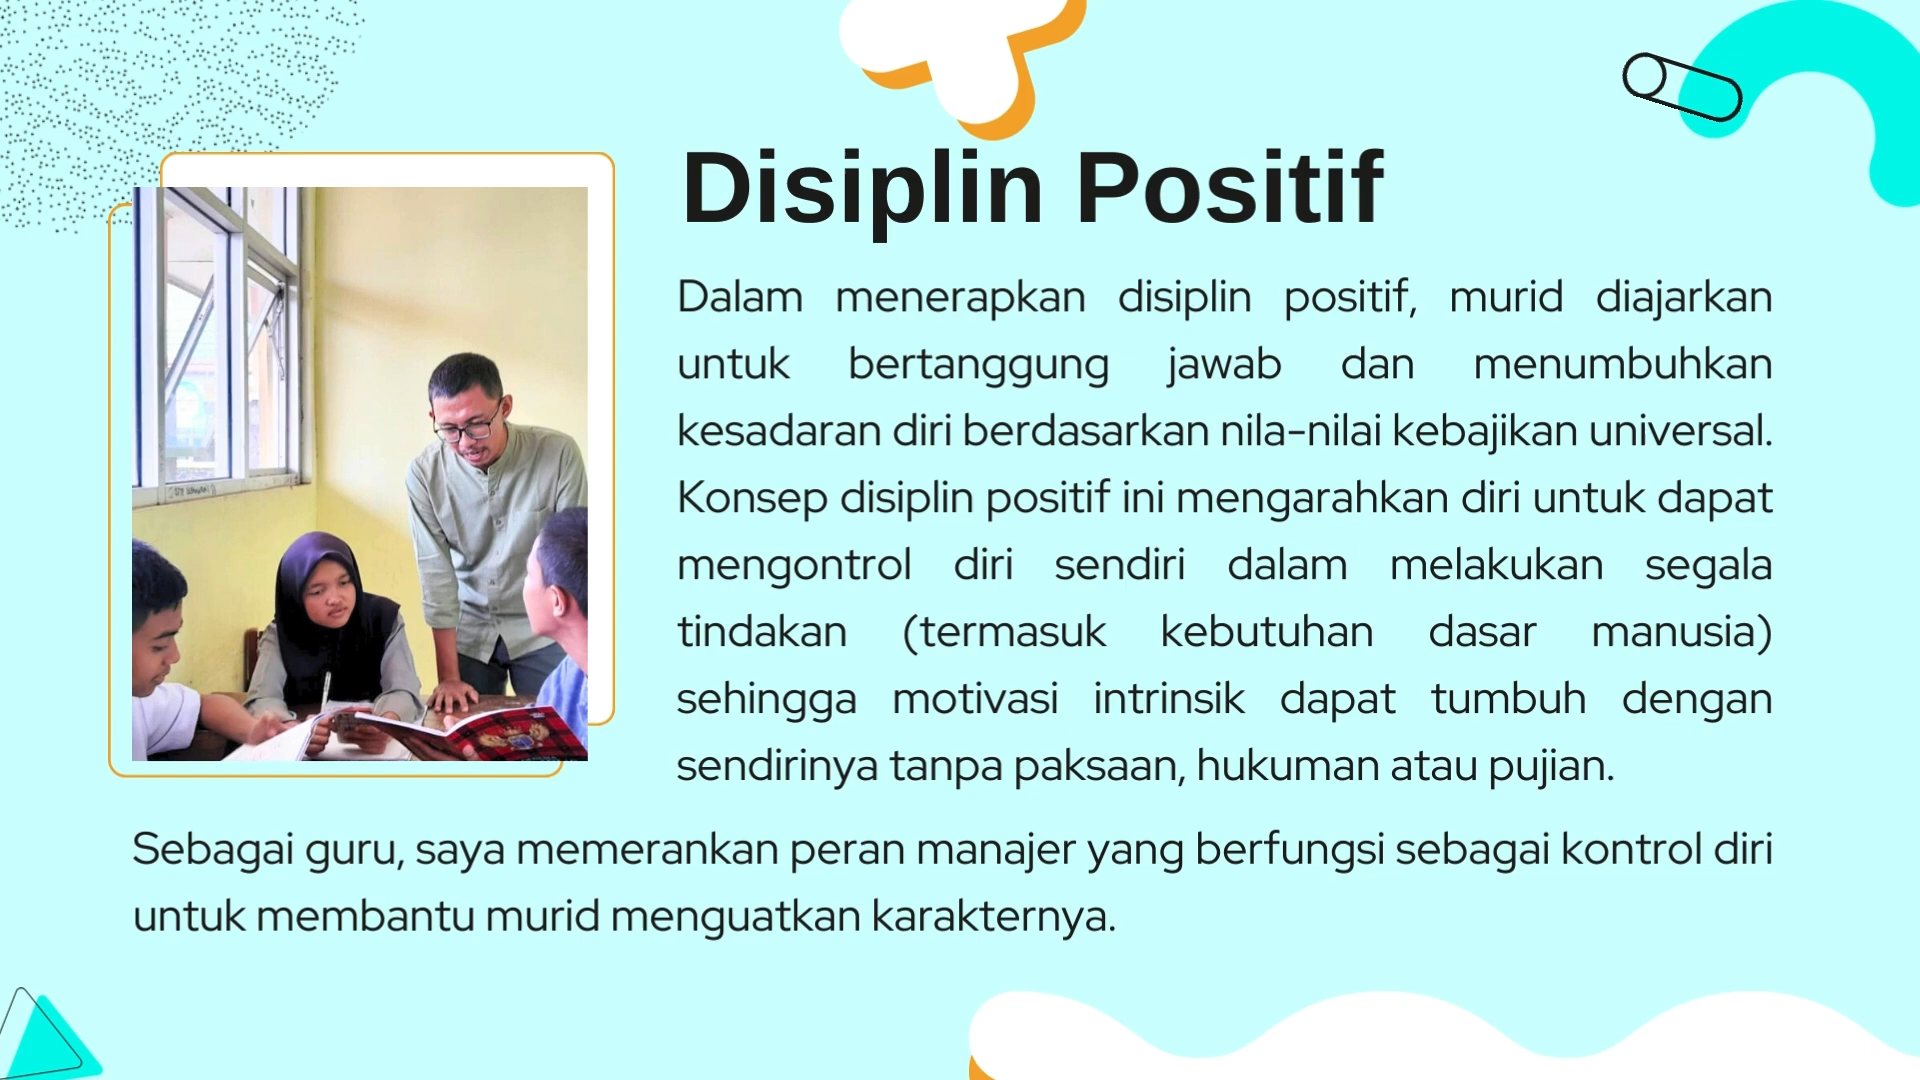 Disiplin Positif
Dalam menerapkan disiplin positif, murid diajarkan
untuk bertanggung jawab dan menumbuhkan
kesadaran diri berdasarkan nila-nilai kebajikan universal.
Konsep disiplin positif ini mengarahkan diri untuk dapat
mengontrol diri sendiri dalam melakukan segala
tindakan (termasuk kebutuhan dasar manusia)
sehingga motivasi intrinsik dapat tumbuh dengan
sendirinya tanpa paksaan, hukuman atau pujian.
Sebagai guru, saya memerankan peran manajer yang berfungsi sebagai kontrol diri
untuk membantu murid menguatkan karakternya.